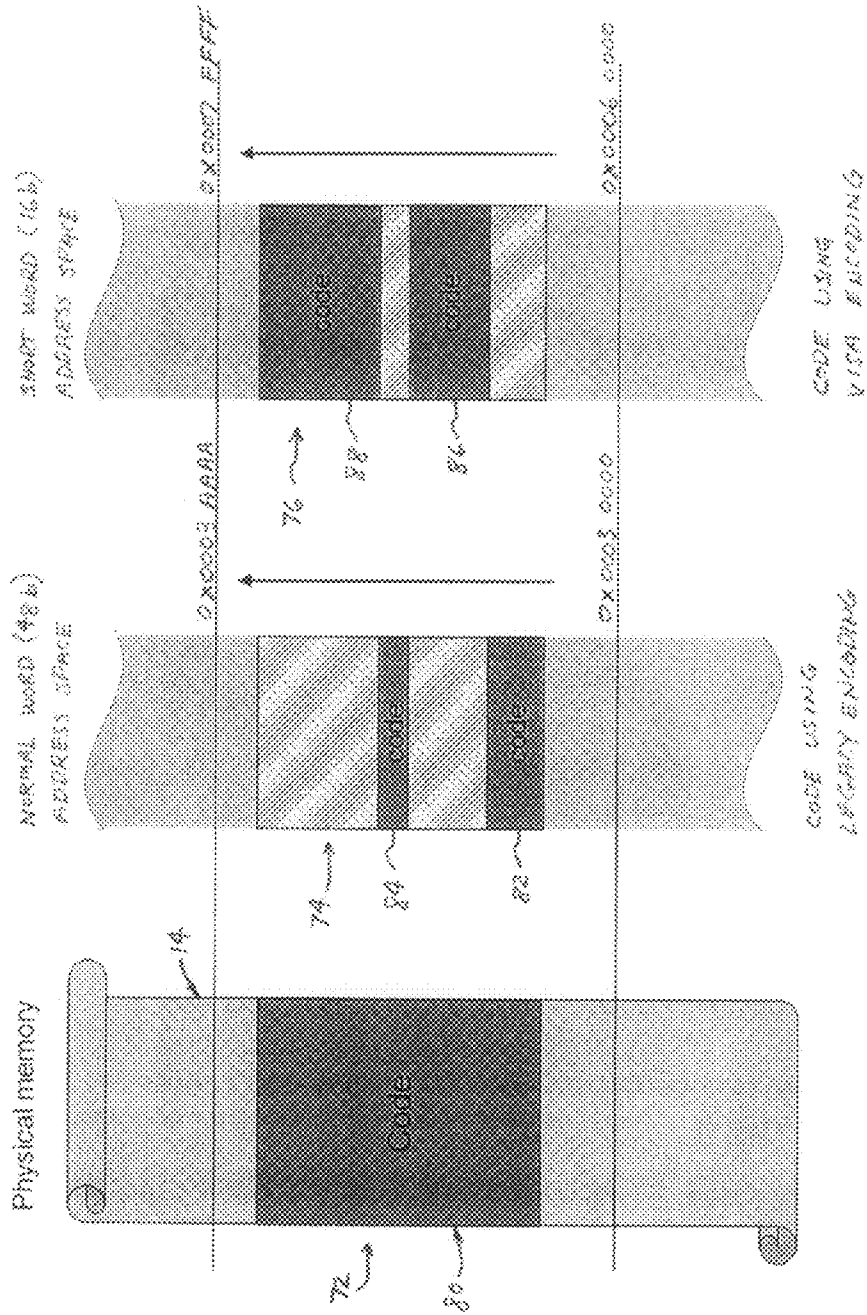 Physical memory
14
72
80
Code
NORMAL WORD (48b)
ADDRESS SPACE
0x0003 AAAA
74
84
code
82
code
0x0003 0000
CODE USING
LEGACY ENCODING
SHORT WORD (16b)
ADDRESS SPACE
0x0007 FFFF
76
88
code
86
code
0x0006 0000
CODE USING
VISA ENCODING